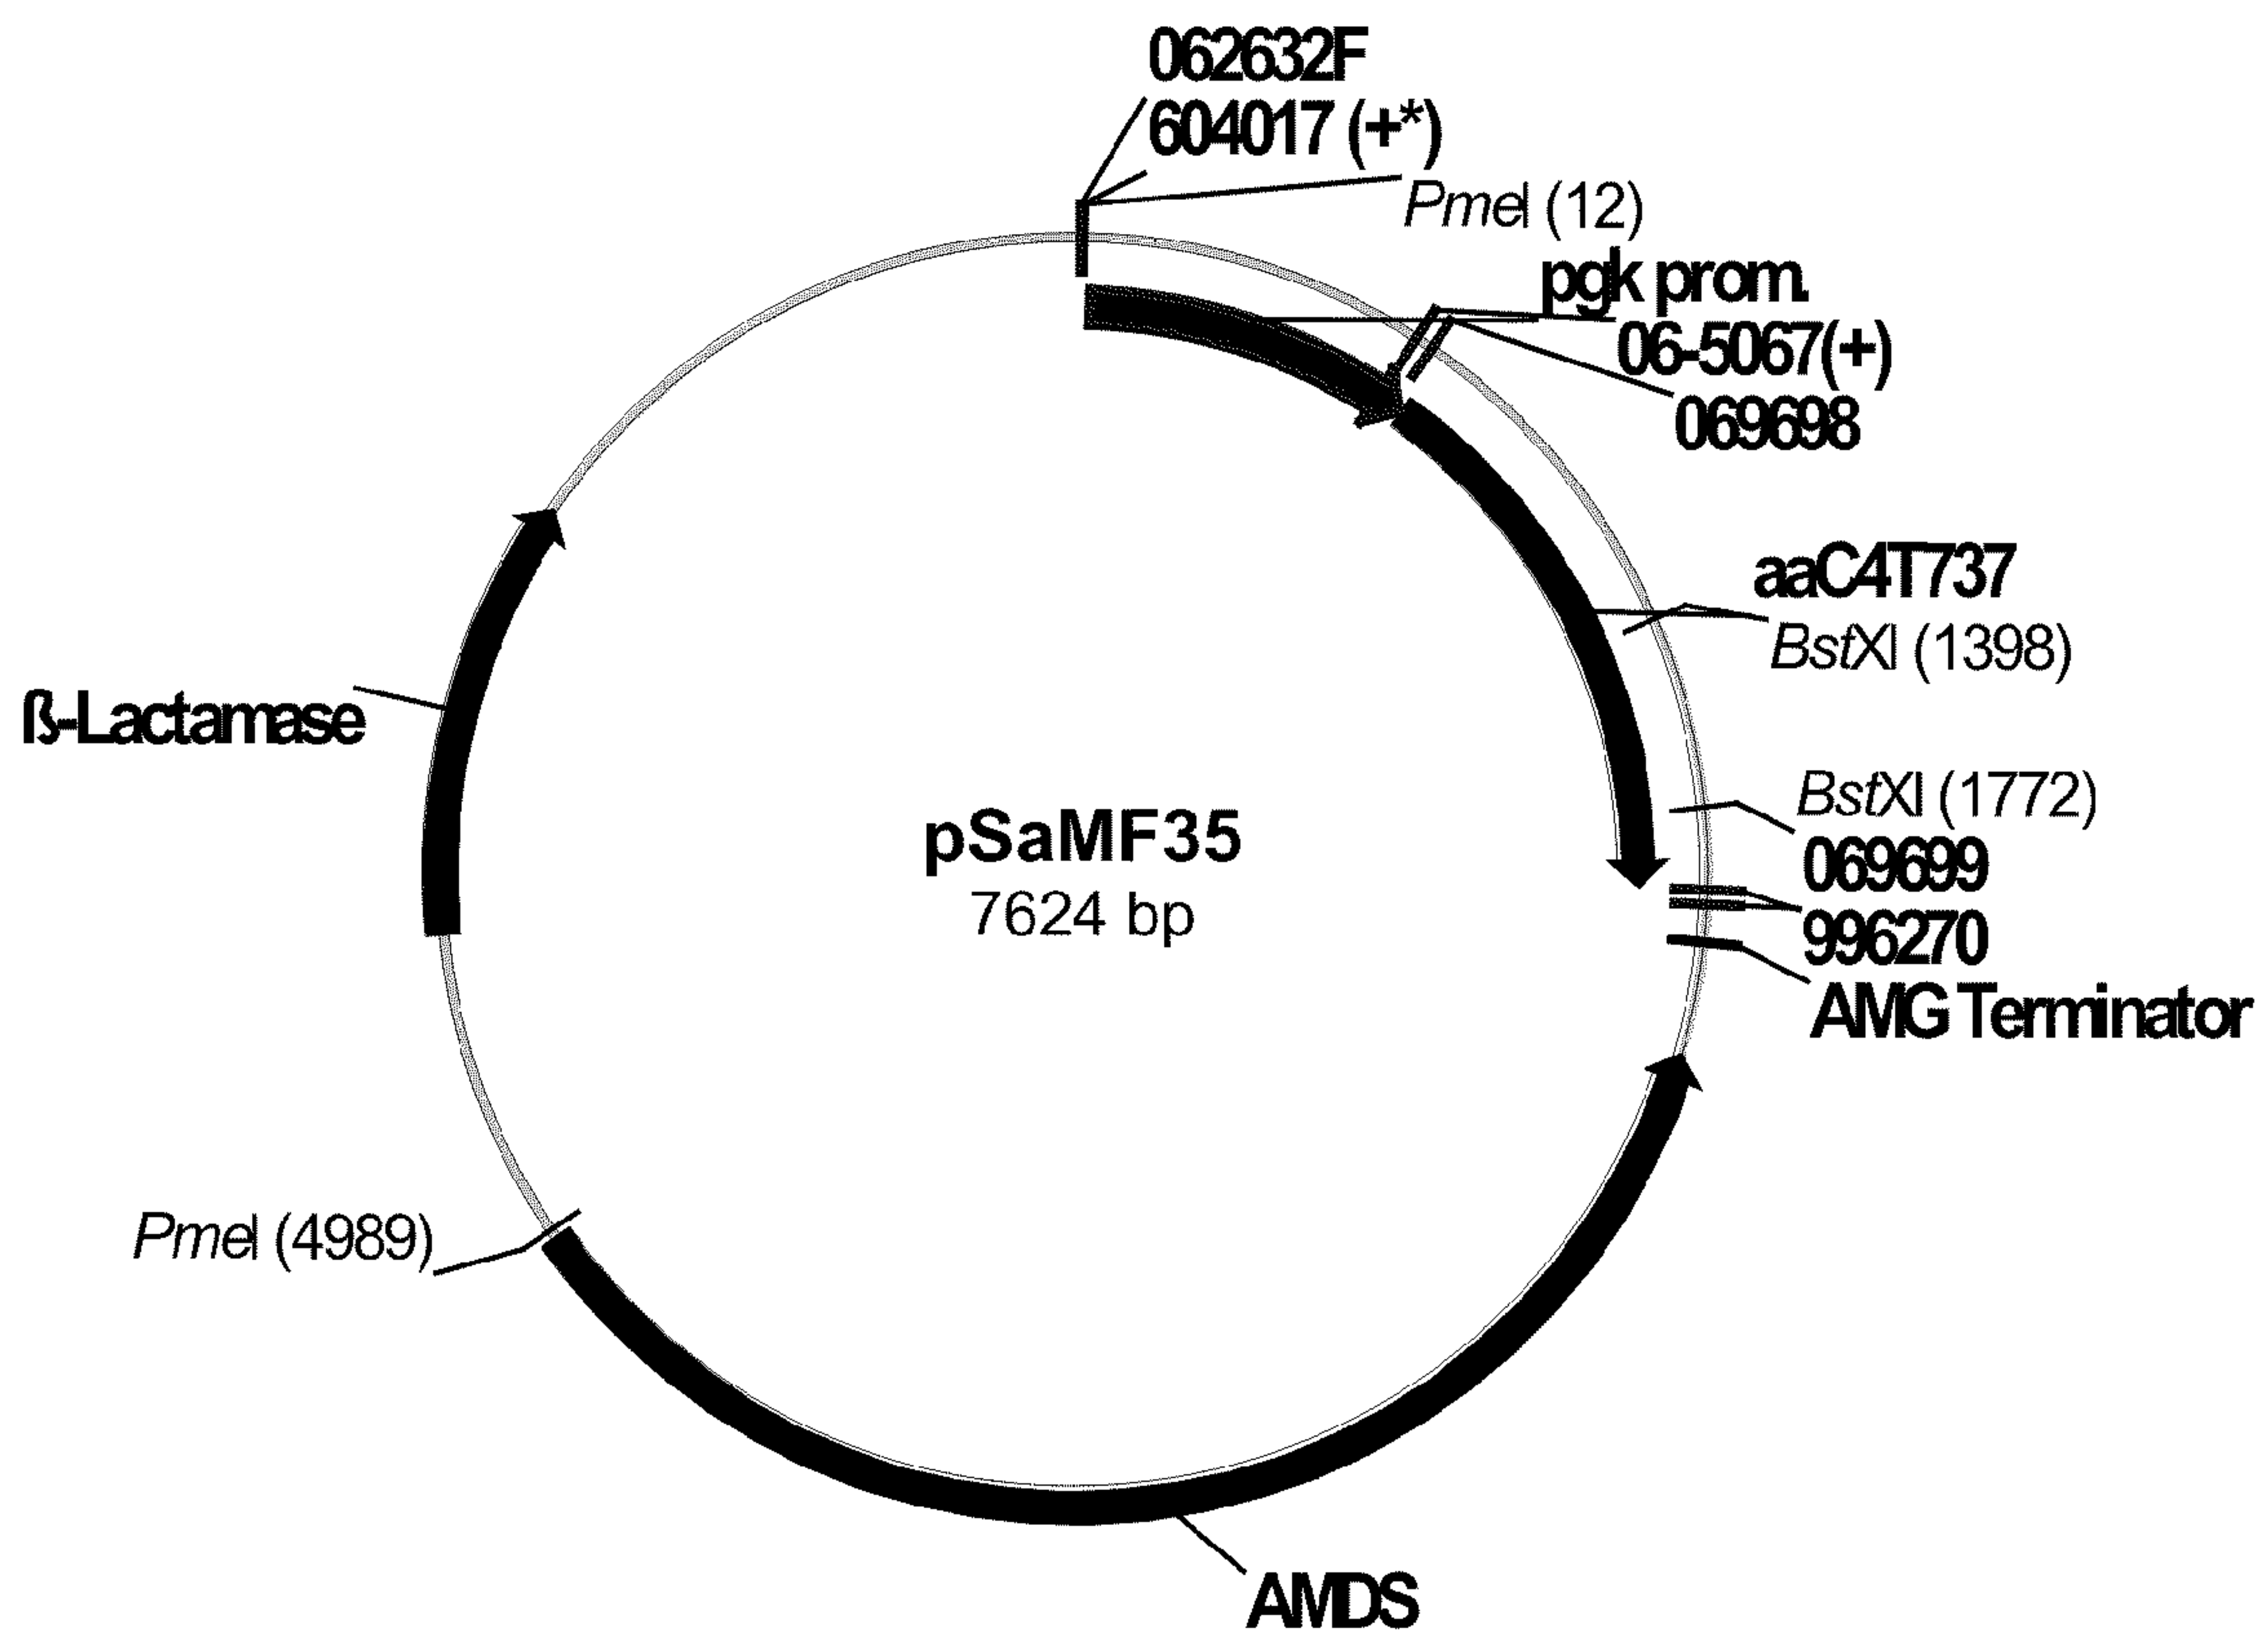 062632F
604017 (+*)
PmeI (12)
pgk prom.
06-5067(+)
069698
aaC4T737
BstXI (1398)
ß-Lactamase
BstXI (1772)
pSaMF35
069699
7624 bp
996270
AMG Terminator
PmeI (4989)
AMDS